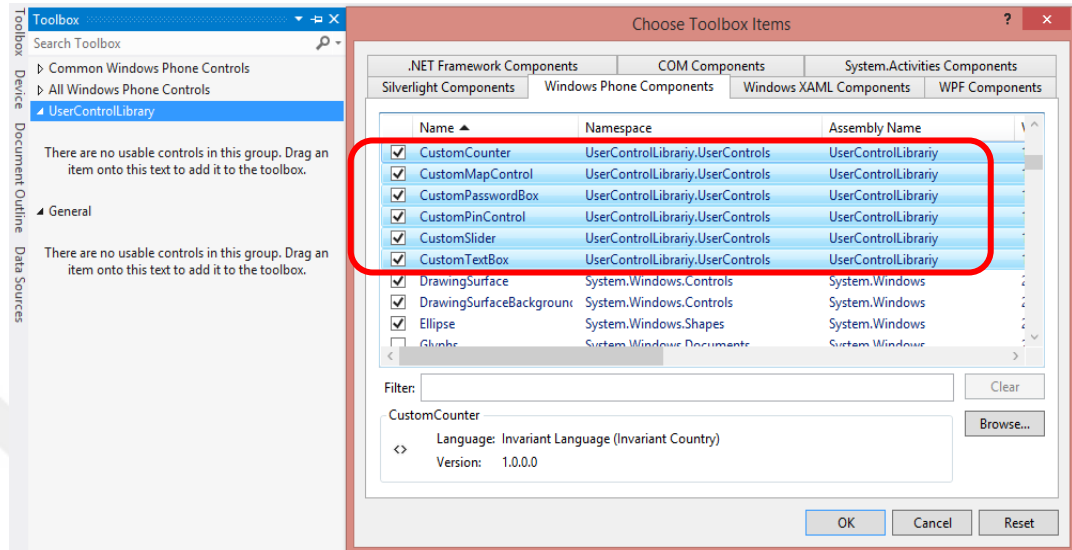 Toolbox
Device
Document Outline
Data Sources
Toolbox
Search Toolbox
Common Windows Phone Controls
All Windows Phone Controls
UserControlLibrary
There are no usable controls in this group. Drag an
item onto this text to add it to the toolbox.
General
There are no usable controls in this group. Drag an
item onto this text to add it to the toolbox.
Choose Toolbox Items
? ×
.NET Framework Components COM Components System.Activities Components
Silverlight Components Windows Phone Components Windows XAML Components WPF Components
Name Namespace Assembly Name
CustomCounter UserControlLibrariy.UserControls UserControlLibrariy
CustomMapControl UserControlLibrariy.UserControls UserControlLibrariy
CustomPasswordBox UserControlLibrariy.UserControls UserControlLibrariy
CustomPinControl UserControlLibrariy.UserControls UserControlLibrariy
CustomSlider UserControlLibrariy.UserControls UserControlLibrariy
CustomTextBox UserControlLibrariy.UserControls UserControlLibrariy
DrawingSurface System.Windows.Controls System.Windows
DrawingSurfaceBackground System.Windows.Controls System.Windows
Ellipse System.Windows.Shapes System.Windows
Glyphs System.Windows.Documents System.Windows
Filter:
Clear
CustomCounter
Browse...
Language: Invariant Language (Invariant Country)
Version: 1.0.0.0
OK Cancel Reset